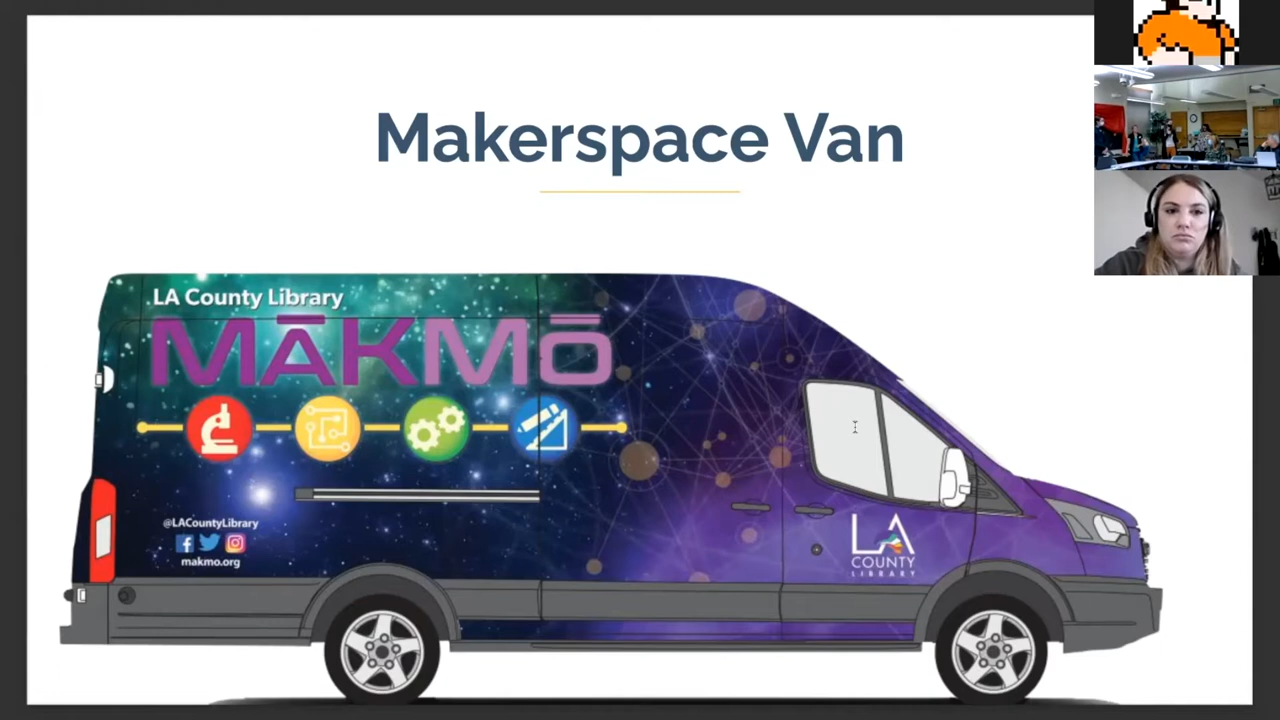 Makerspace Van
LA County Library
MĀKMŌ
@LACountyLibrary
makmo.org
LA
COUNTY
LIBRARY